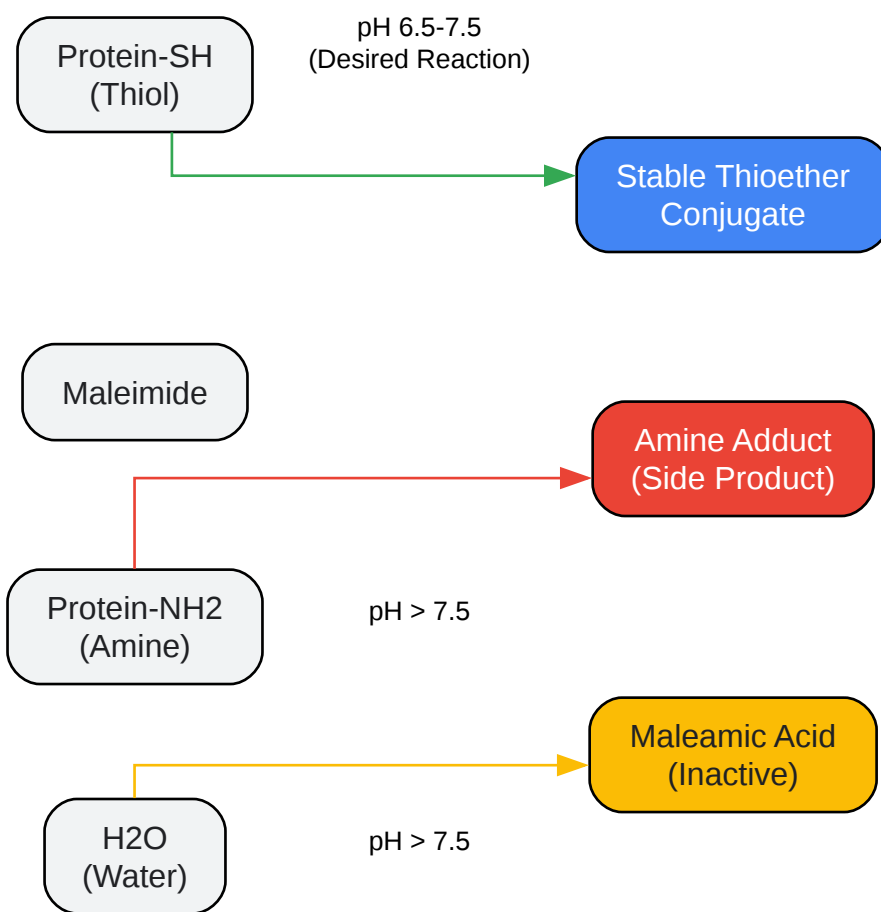 Protein-SH
(Thiol)
pH 6.5-7.5
(Desired Reaction)
Stable Thioether
Conjugate
Maleimide
Amine Adduct
(Side Product)
Protein-NH2
(Amine)
pH > 7.5
Maleamic Acid
(Inactive)
H2O
(Water)
pH > 7.5